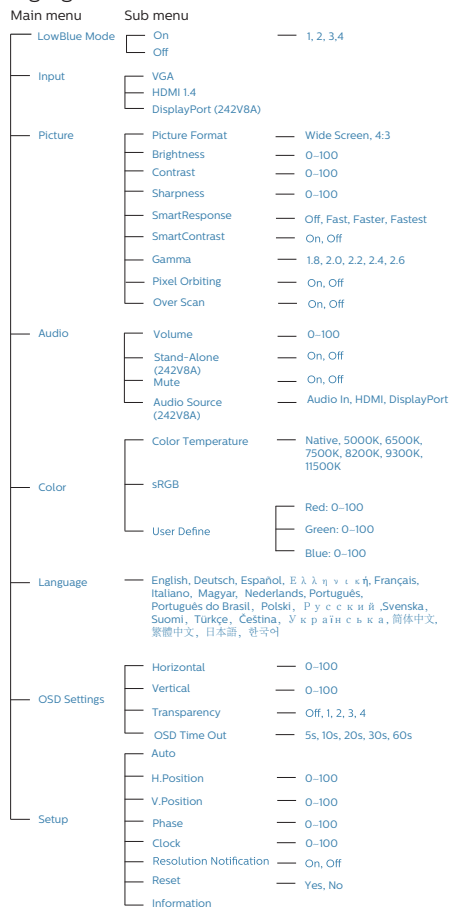 Main menu Sub menu
LowBlue Mode On 1, 2, 3,4
Off
Input VGA
HDMI 1.4
DisplayPort (242V8A)
Picture Picture Format Wide Screen, 4:3
Brightness 0–100
Contrast 0–100
Sharpness 0–100
SmartResponse Off, Fast, Faster, Fastest
SmartContrast On, Off
Gamma 1.8, 2.0, 2.2, 2.4, 2.6
Pixel Orbiting On, Off
Over Scan On, Off
Audio Volume 0–100
Stand-Alone On, Off
(242V8A)
Mute On, Off
Audio Source Audio In, HDMI, DisplayPort
(242V8A)
Color Temperature Native, 5000K, 6500K,
7500K, 8200K, 9300K,
11500K
Color sRGB
Red: 0–100
User Define Green: 0–100
Blue: 0–100
Language English, Deutsch, Español, Ελληνική, Français,
Italiano, Magyar, Nederlands, Português,
Português do Brasil, Polski, Русский ,Svenska,
Suomi, Türkçe, Čeština, Українська, 简体中文,
繁體中文, 日本語, 한국어
Horizontal 0–100
Vertical 0–100
OSD Settings Transparency Off, 1, 2, 3, 4
OSD Time Out 5s, 10s, 20s, 30s, 60s
Auto
H.Position 0–100
V.Position 0–100
Setup Phase 0–100
Clock 0–100
Resolution Notification On, Off
Reset Yes, No
Information